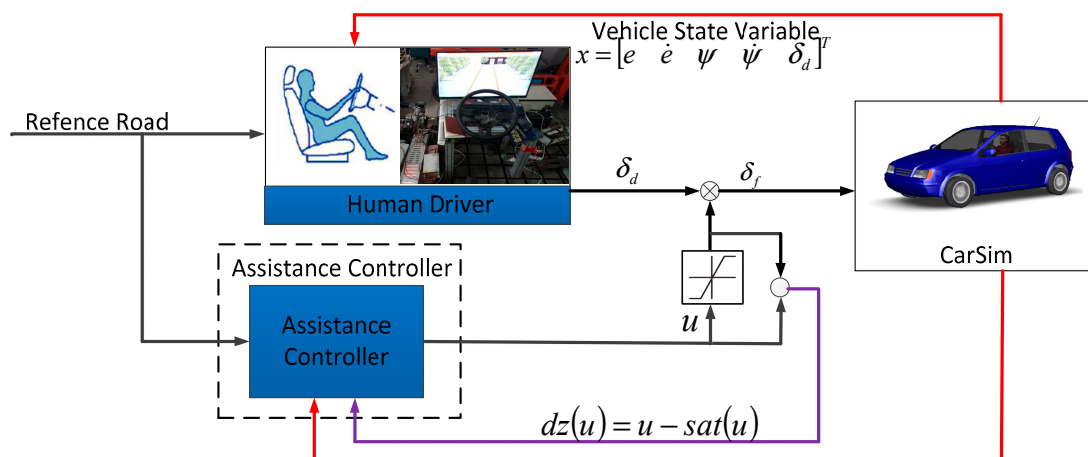 Vehicle State Variable
x = [e ė ψ ψ̇ δ_d]^T
Refence Road
δ_d
δ_f
Human Driver
CarSim
Assistance Controller
Assistance
Controller
u
dz(u) = u − sat(u)